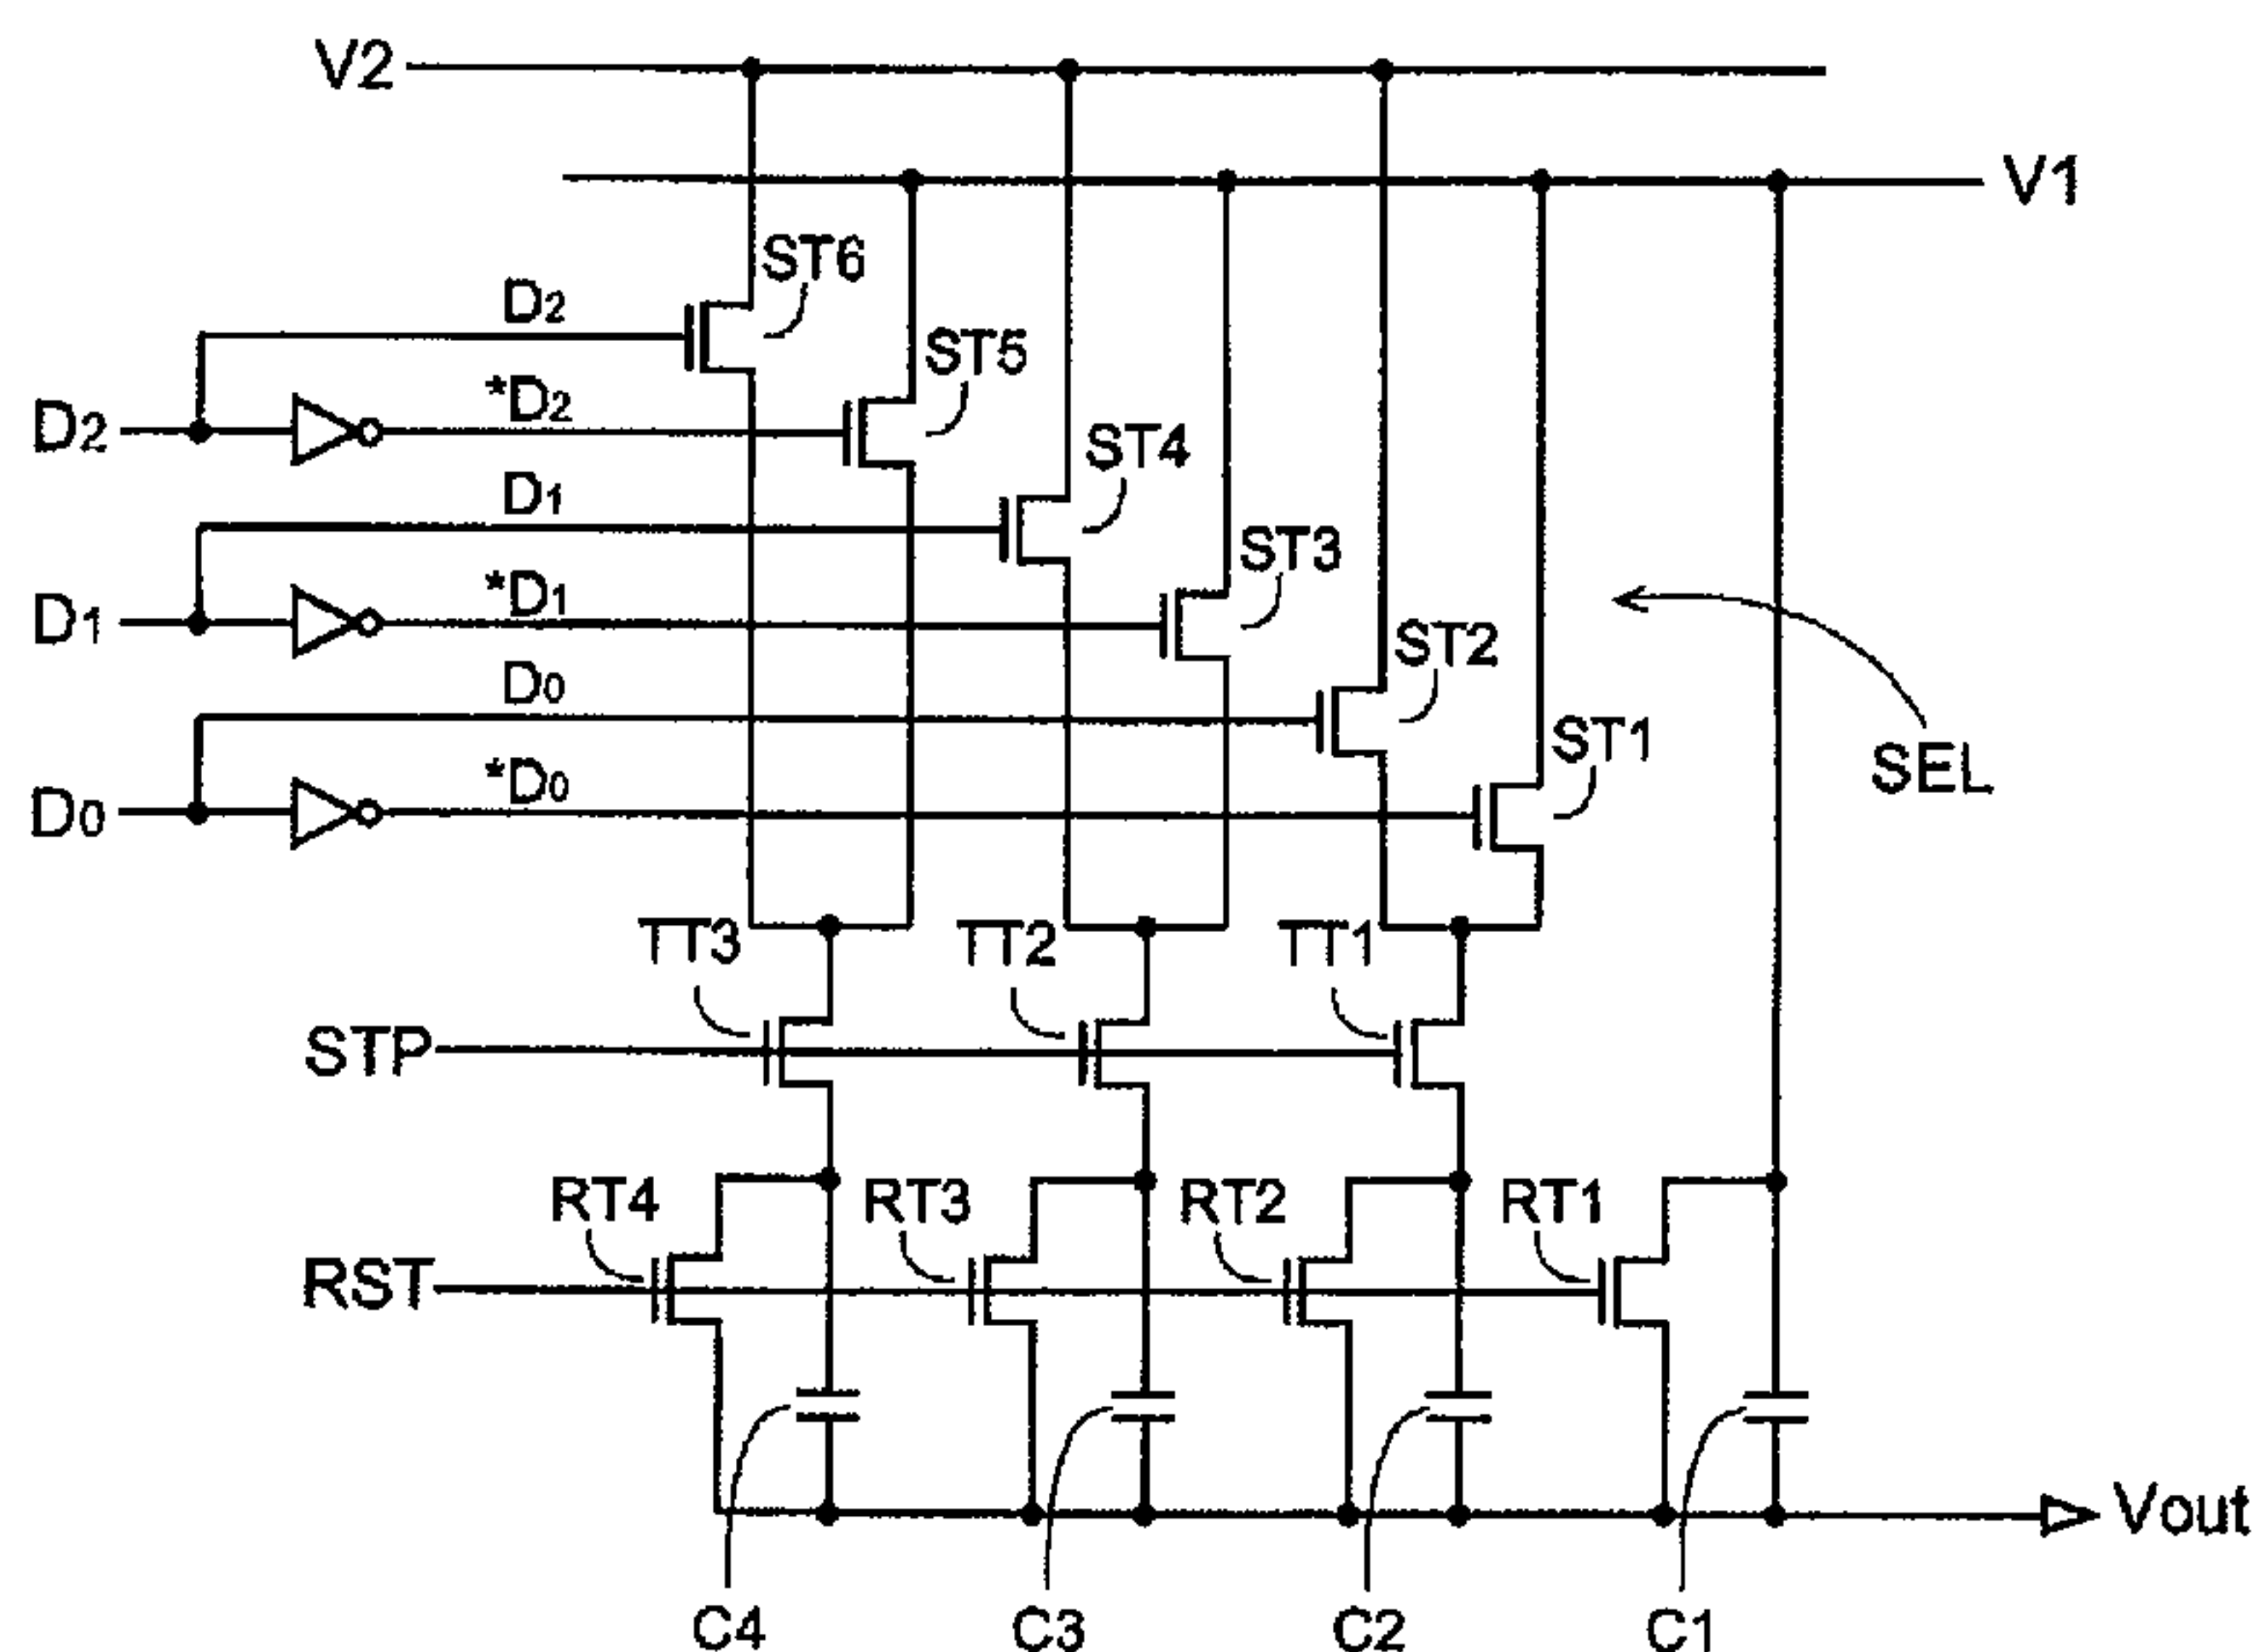 V2
V1
ST6
D2
ST5
*D2
D2
ST4
D1
ST3
*D1
D1
ST2
D0
ST1
SEL
*D0
D0
TT3
TT2
TT1
STP
RT4
RT3
RT2
RT1
RST
Vout
C4
C3
C2
C1